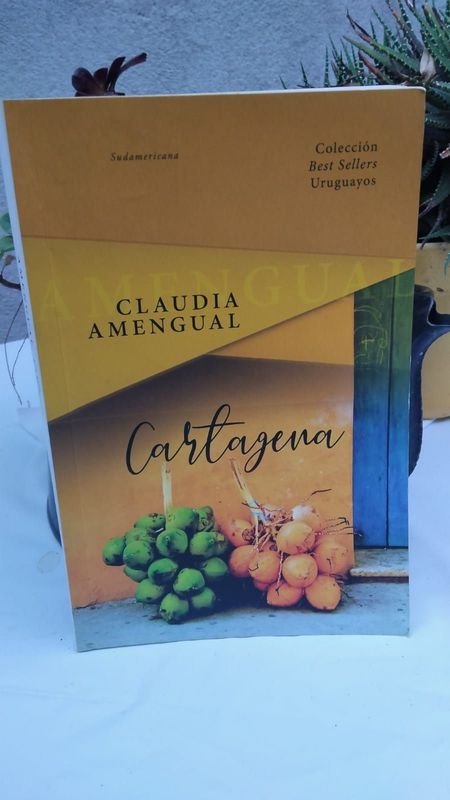 Sudamericana
Colección
Best Sellers
Uruguayos
AMENGUAL
CLAUDIA
AMENGUAL
Cartagena